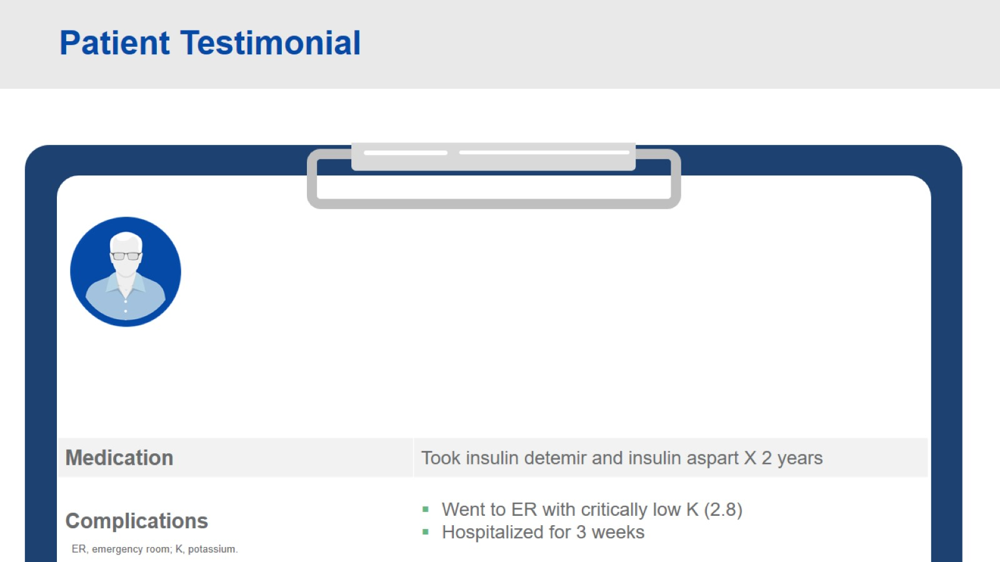 Patient Testimonial
Medication
Took insulin detemir and insulin aspart X 2 years
Complications
▪ Went to ER with critically low K (2.8)
▪ Hospitalized for 3 weeks
ER, emergency room; K, potassium.